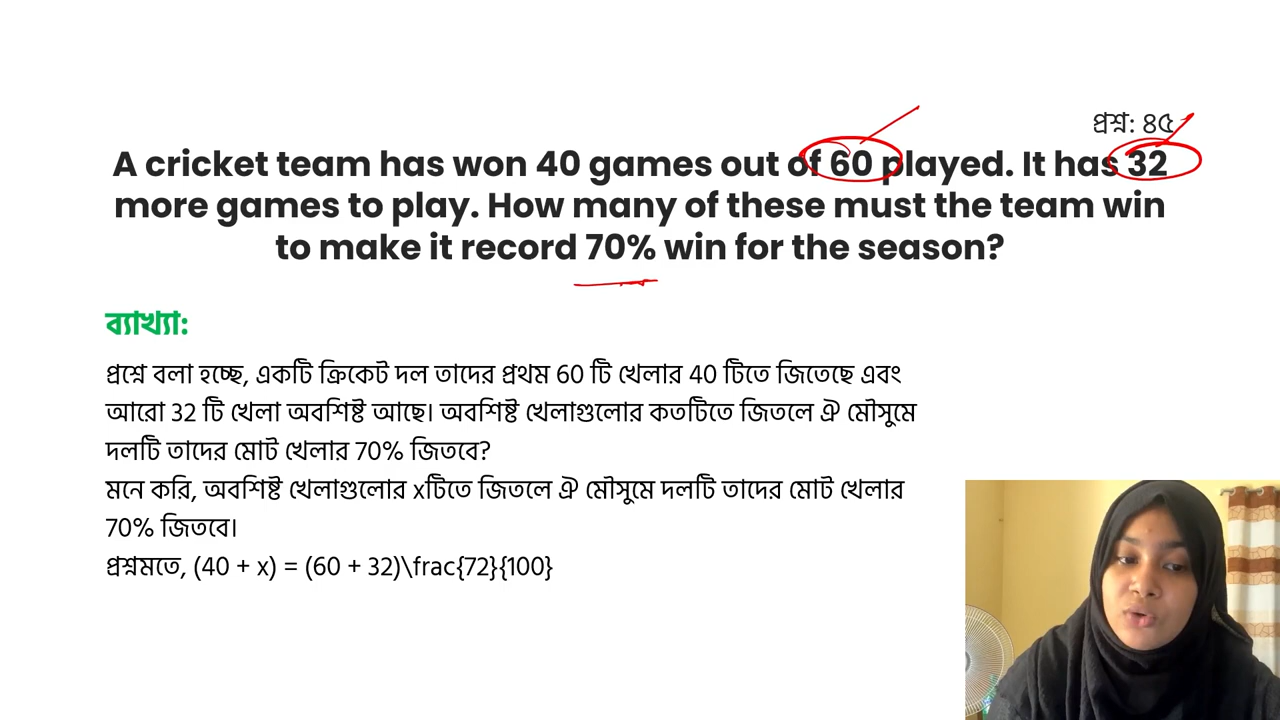 প্রশ্ন: ৪৫
A cricket team has won 40 games out of 60 played. It has 32
more games to play. How many of these must the team win
to make it record 70% win for the season?
ব্যাখ্যা:
প্রশ্নে বলা হচ্ছে, একটি ক্রিকেট দল তাদের প্রথম 60 টি খেলার 40 টিতে জিতেছে এবং
আরো 32 টি খেলা অবশিষ্ট আছে। অবশিষ্ট খেলাগুলোর কতটিতে জিতলে ঐ মৌসুমে
দলটি তাদের মোট খেলার 70% জিতবে?
মনে করি, অবশিষ্ট খেলাগুলোর xটিতে জিতলে ঐ মৌসুমে দলটি তাদের মোট খেলার
70% জিতবে।
প্রশ্নমতে, (40 + x) = (60 + 32)\frac{72}{100}